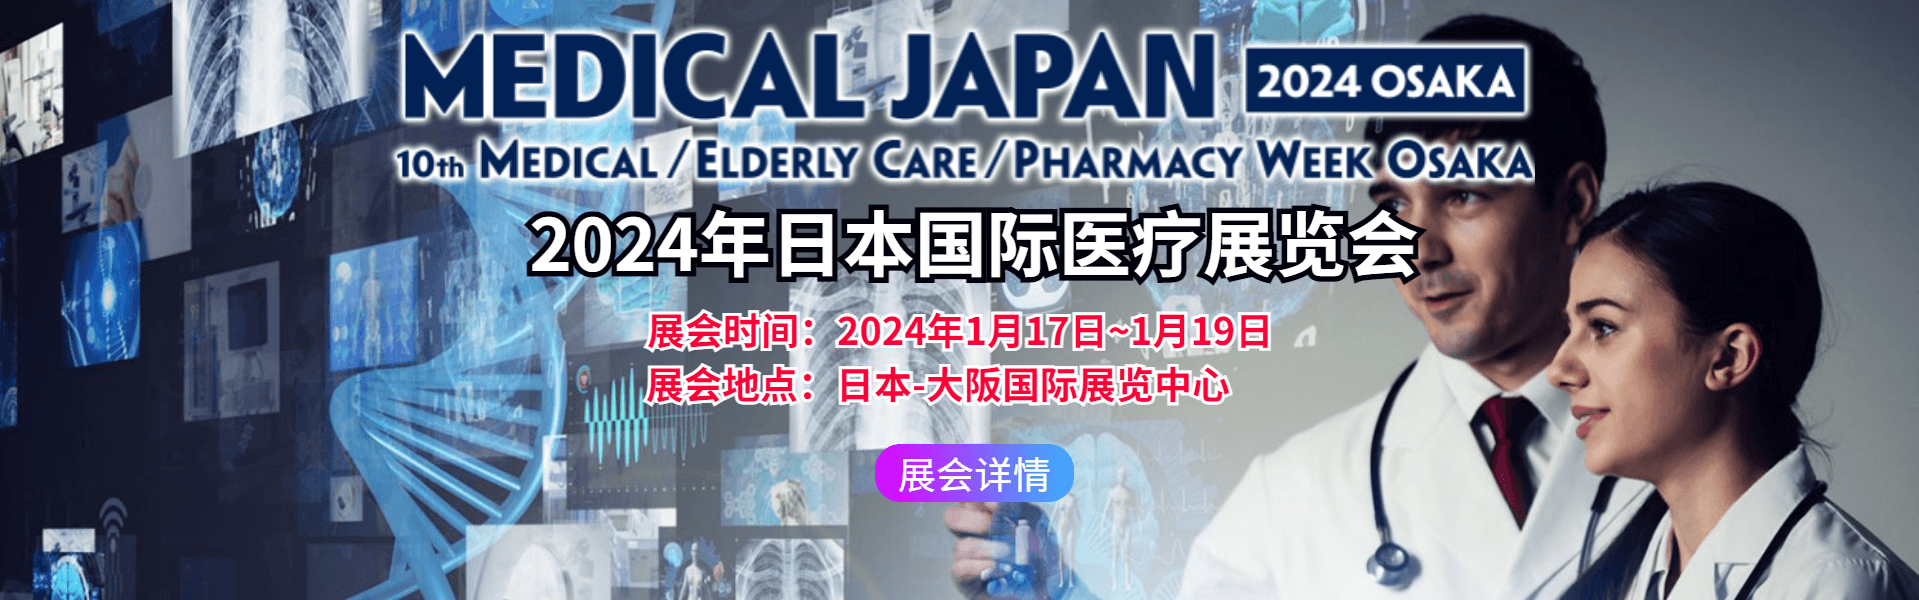 MEDICAL JAPAN 2024 OSAKA
10th MEDICAL/ELDERLY CARE/PHARMACY WEEK OSAKA
2024年日本国际医疗展览会
展会时间：2024年1月17日~1月19日
展会地点：日本-大阪国际展览中心
展会详情